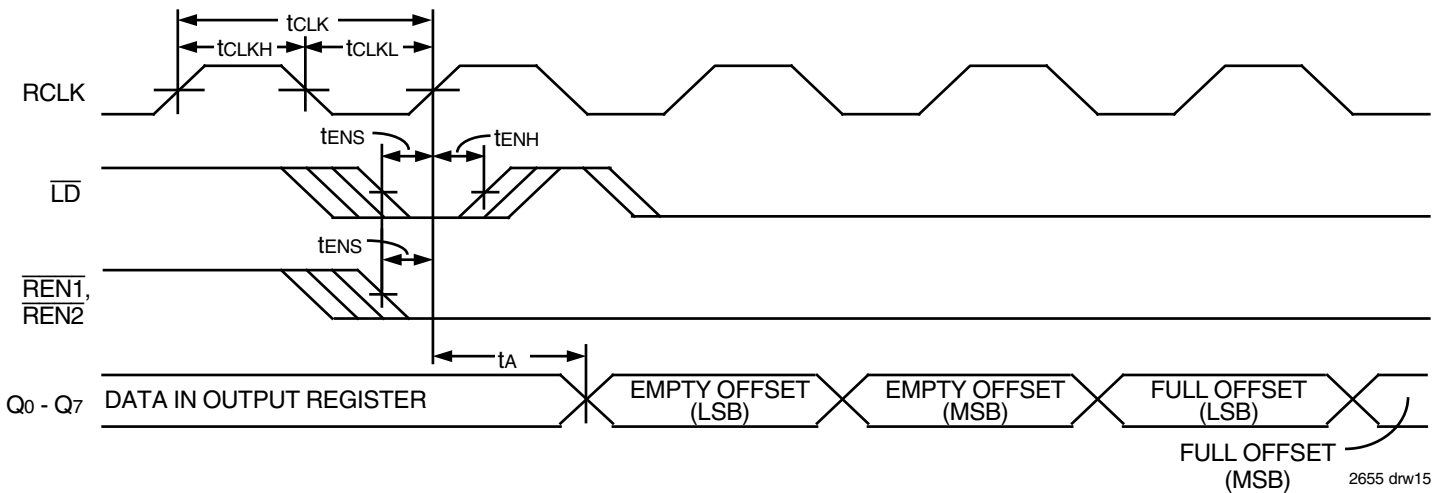 tCLK
tCLKH
tCLKL
RCLK
tENS
tENH
LD
tENS
REN1,
REN2
tA
Q0 - Q7
DATA IN OUTPUT REGISTER
EMPTY OFFSET
(LSB)
EMPTY OFFSET
(MSB)
FULL OFFSET
(LSB)
FULL OFFSET
(MSB)
2655 drw15